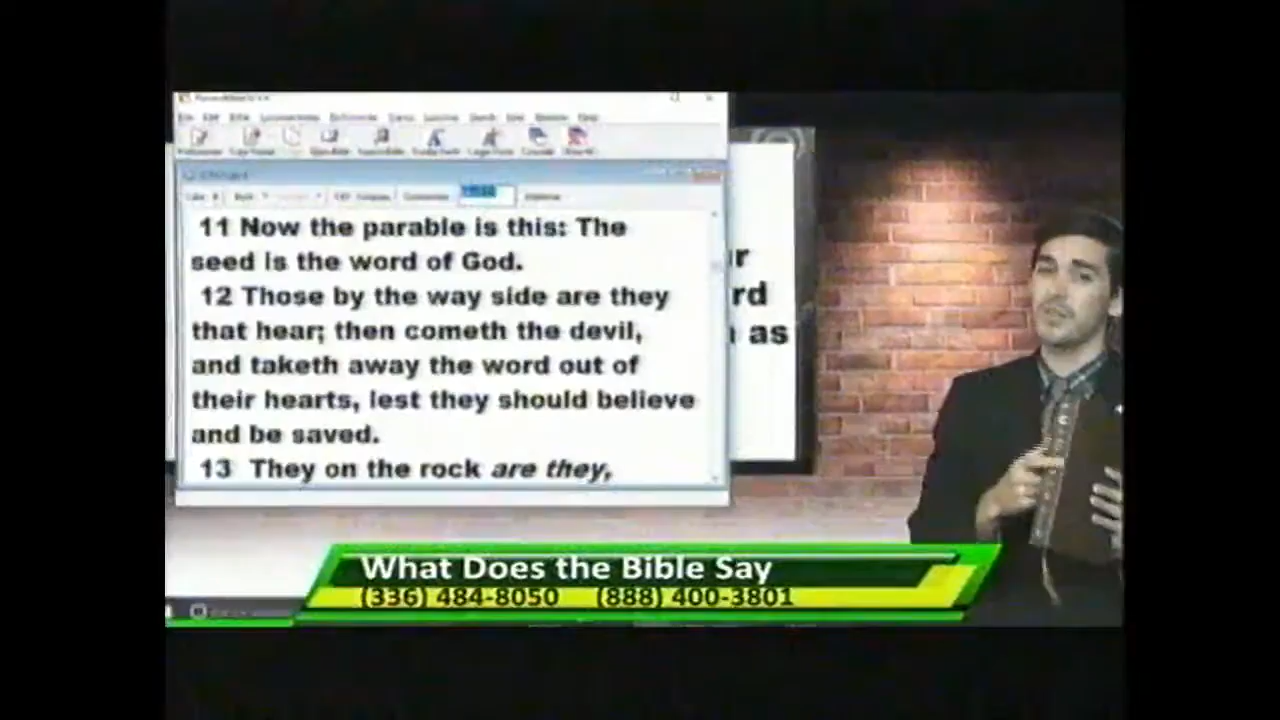 11 Now the parable is this: The
seed is the word of God.
12 Those by the way side are they
that hear; then cometh the devil,
and taketh away the word out of
their hearts, lest they should believe
and be saved.
13 They on the rock are they,
as
What Does the Bible Say
(336) 484-8050 (888) 400-3801